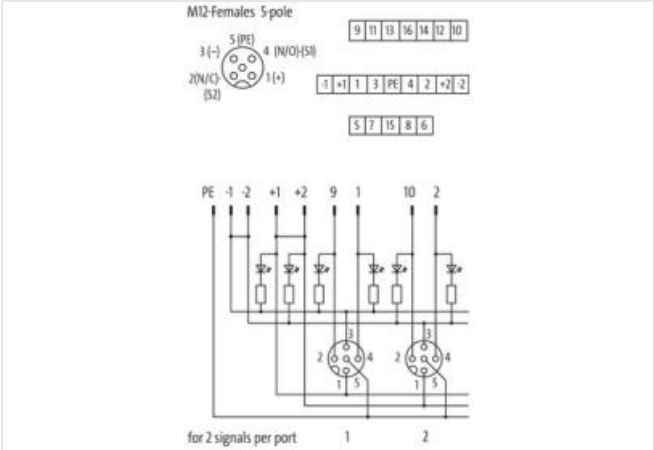 M12-Females 5-pole
5 (PE)
3 (–) 4 (N/O)-(S1)
2(N/C)- 1 (+)
(S2)
9 11 13 16 14 12 10
-1 +1 1 3 PE 4 2 +2 -2
5 7 15 8 6
PE -1 -2 +1 +2 9 1 10 2
3 3
2 4 2 4
1 5 1 5
for 2 signals per port 1 2